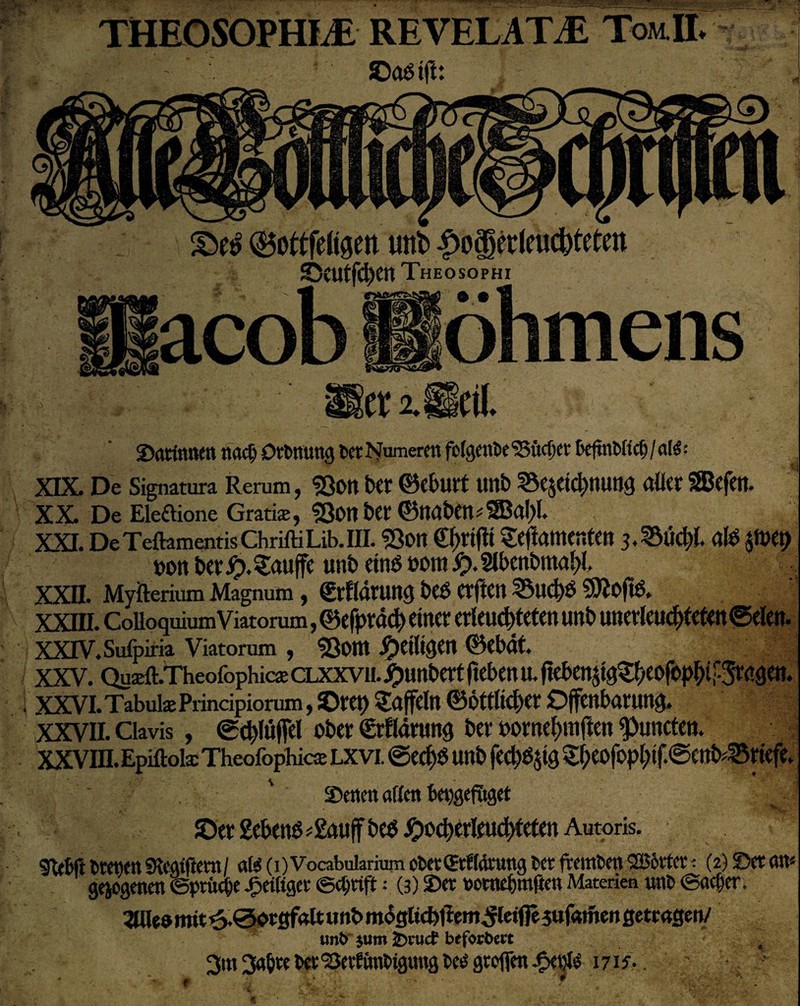 THEOSOPHIÆ REVELATÆ TOM.II.
Das ist:
Alle Göttliche Schrifften
Des Gottseligen und Hocherleuchteten
Deutschen THEOSOPHI
Jacob Böhmens
Der 2. Teil.
Darinnen nach Ordnung der Numeren folgende Bücher befindlich / als:
XIX. De Signatura Rerum, Von der Geburt und Bezeichnung aller Wesen.
XX. De Electione Gratiæ, Von der Gnaden-Wahl.
XXI. De Testamentis Christi Lib. III. Von Christi Testamenten 3. Büchl. als zwey
von der H. Tauffe und eins vom H. Abendmahl.
XXII. Mysterium Magnum, Erklärung des ersten Buchs Mosis.
XXIII. Colloquium Viatorum, Gespräch einer erleuchteten und unerleuchteten Selen.
XXIV. Suspiria Viatorum, Vom Heiligen Gebät.
XXV. Quæst. Theosophicæ CLXXVII. Hundert sieben u. siebenzig Theosophis. Fragen.
XXVI. Tabulæ Principiorum, Drey Taffeln Göttlicher Offenbarung.
XXVII. Clavis, Schlüssel oder Erklärung der vornehmsten Puncten.
XXVIII. Epistolæ Theosophicæ LXVI. Sechs und sechszig Theosophis. Send-Briefe.
Denen allen beygefüget
Der Lebens-Lauff des Hocherleuchteten Autoris.
Nebst dreyen Registern / als (1) Vocabularium oder Erklärung der fremden Wörter: (2) Der an-
gezogenen Sprüche Heiliger Schrift: (3) Der vornehmsten Materien und Sacher.
Alles mit S. Sorgfalt und möglichstem Fleisse zusamen getragen /
und zum Druck befordert
Im Jahre der Verkündigung des grossen Heyls 1715.